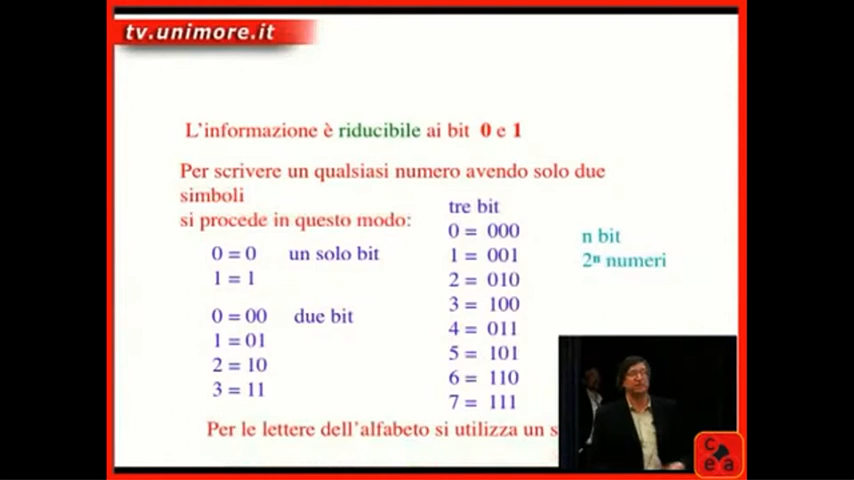 tv.unimore.it
L'informazione è riducibile ai bit 0 e 1
Per scrivere un qualsiasi numero avendo solo due
simboli
si procede in questo modo:
0 = 0 un solo bit
1 = 1
0 = 00 due bit
1 = 01
2 = 10
3 = 11
tre bit
0 = 000
1 = 001
2 = 010
3 = 100
4 = 011
5 = 101
6 = 110
7 = 111
n bit
2ⁿ numeri
Per le lettere dell'alfabeto si utilizza un s
c
e a